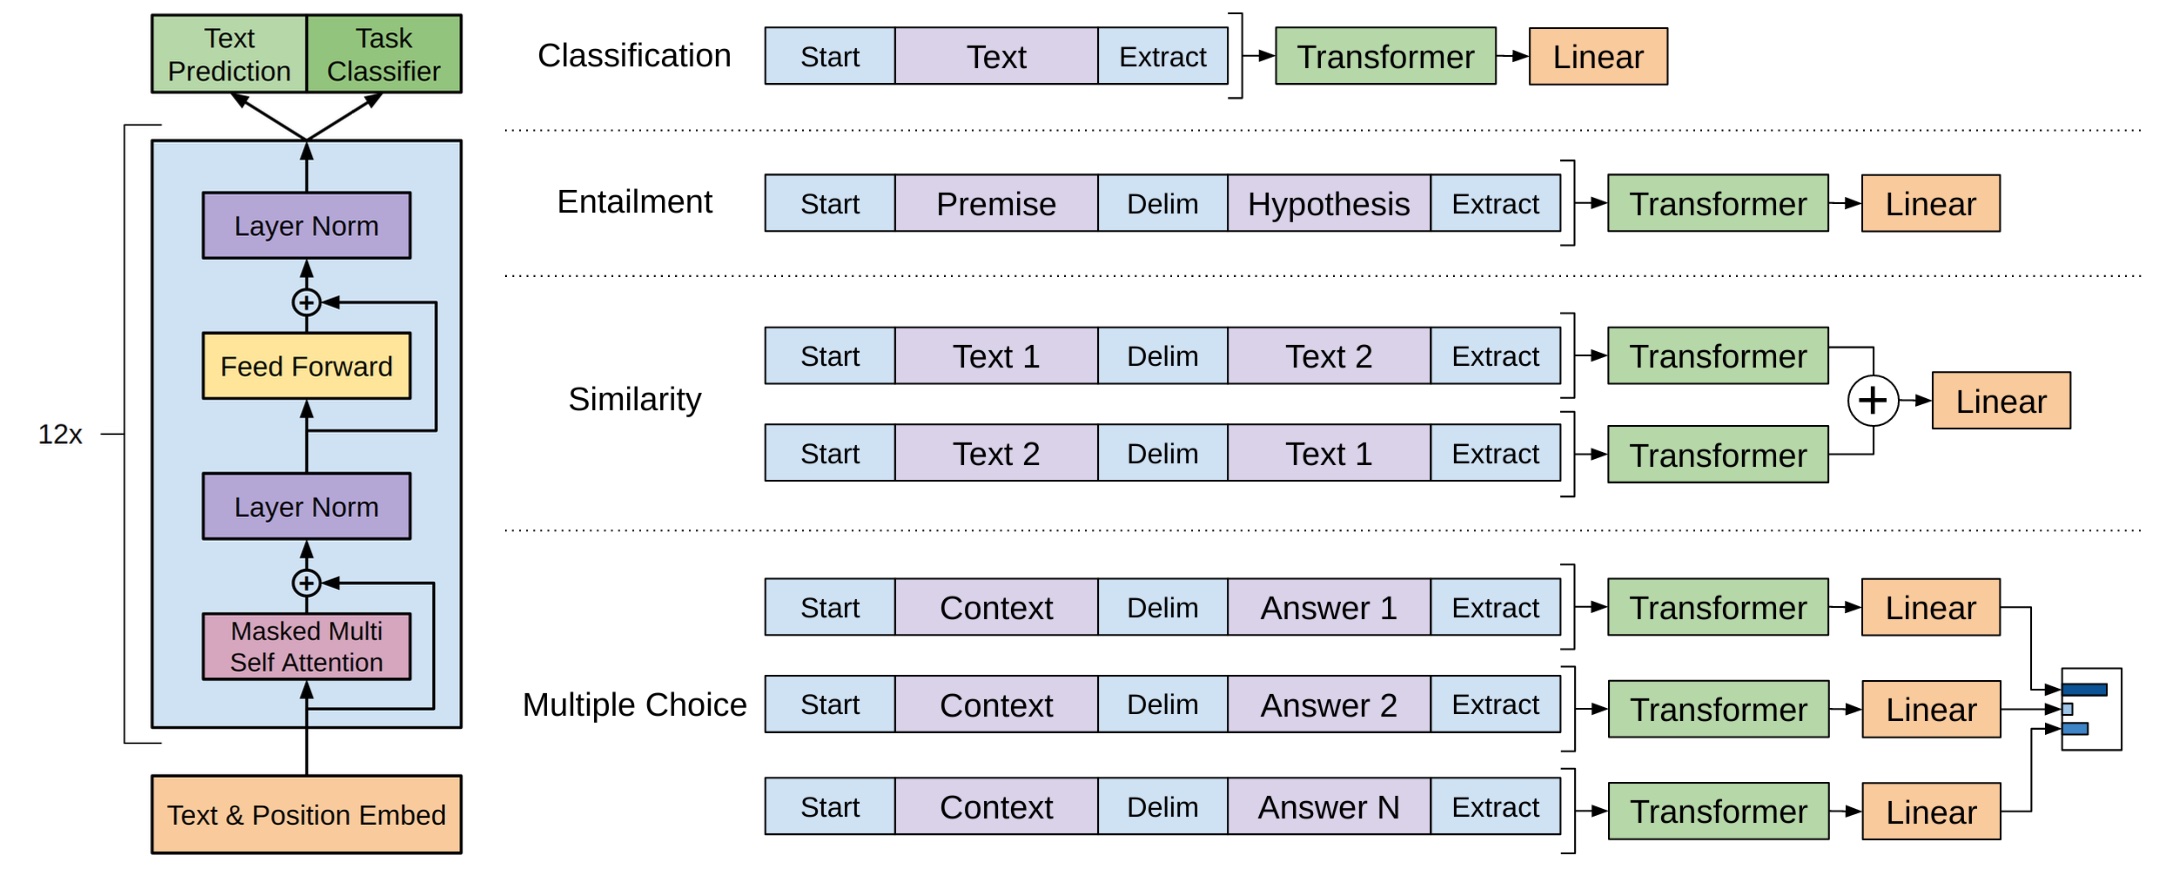 Text
Prediction
Task
Classifier
12x
Layer Norm
+
Feed Forward
Layer Norm
+
Masked Multi
Self Attention
Text & Position Embed
Classification
Start Text Extract Transformer Linear
Entailment
Start Premise Delim Hypothesis Extract Transformer Linear
Similarity
Start Text 1 Delim Text 2 Extract Transformer
Start Text 2 Delim Text 1 Extract Transformer
+
Linear
Multiple Choice
Start Context Delim Answer 1 Extract Transformer Linear
Start Context Delim Answer 2 Extract Transformer Linear
Start Context Delim Answer N Extract Transformer Linear